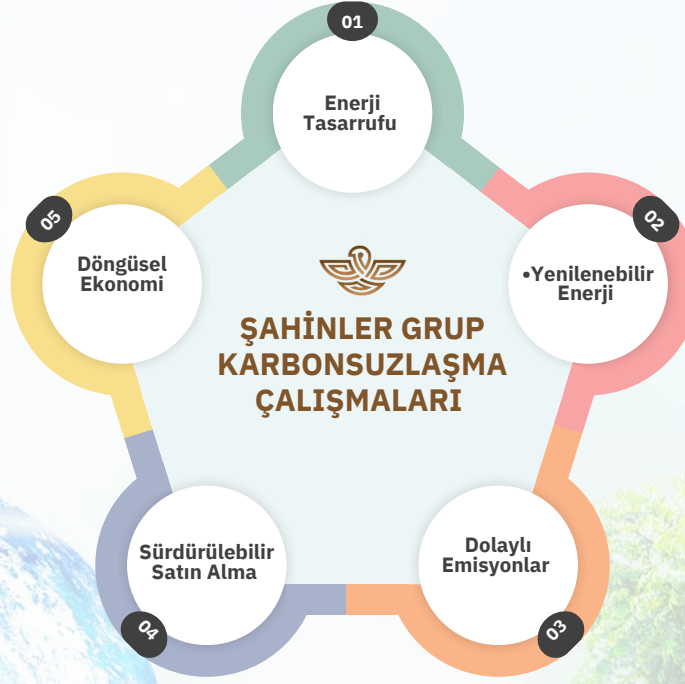 01
Enerji
Tasarrufu
02
•Yenilenebilir
Enerji
03
Dolaylı
Emisyonlar
04
Sürdürülebilir
Satın Alma
05
Döngüsel
Ekonomi
ŞAHİNLER GRUP
KARBONSUZLAŞMA
ÇALIŞMALARI